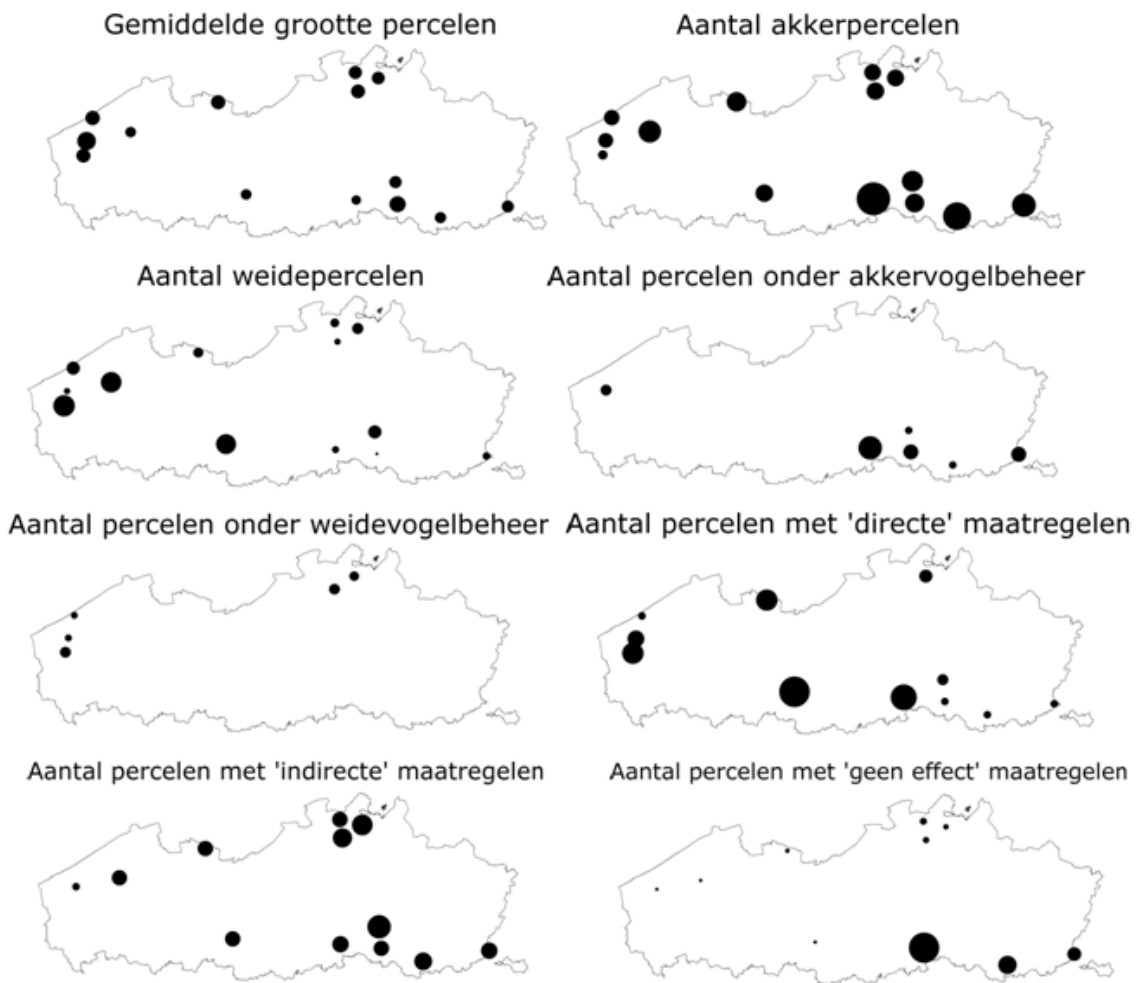 Gemiddelde grootte percelen
Aantal akkerpercelen
Aantal weidepercelen
Aantal percelen onder akkervogelbeheer
Aantal percelen onder weidevogelbeheer
Aantal percelen met 'directe' maatregelen
Aantal percelen met 'indirecte' maatregelen
Aantal percelen met 'geen effect' maatregelen